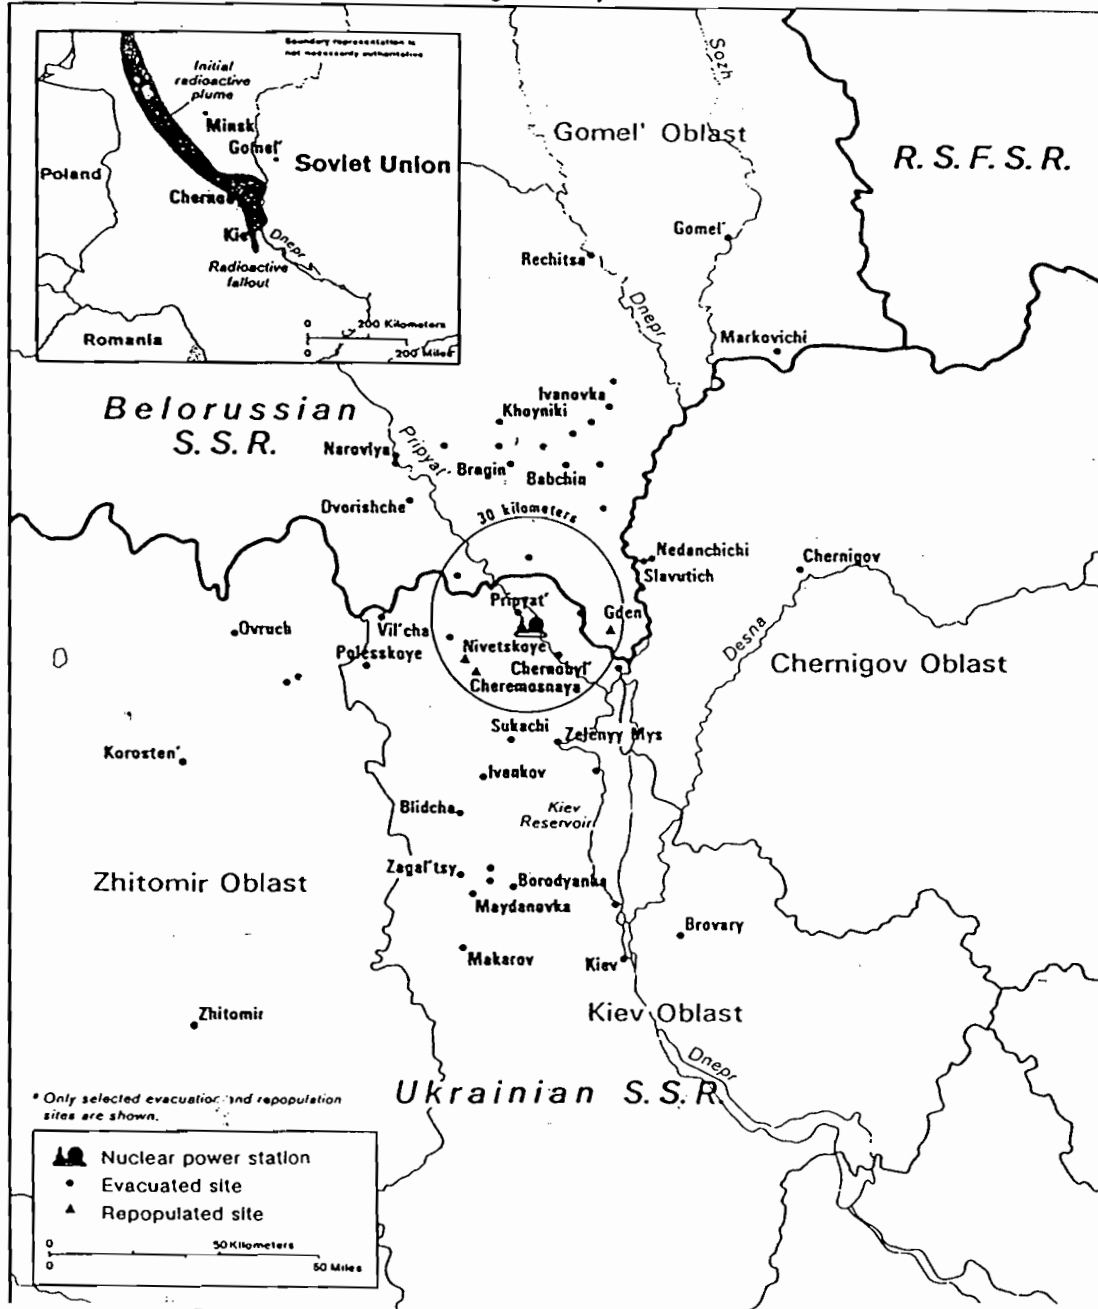 Boundary representation is
not necessarily authoritative
Initial
radioactive
plume
Minsk
Gomel'
Soviet Union
Poland
Kie
Dnepr
Radioactive
fallout
Romania
0 200 Kilometers
0 200 Miles
Sozh
Gomel' Oblast
R. S. F. S. R.
Gomel'
Rechitsa
Dnepr
Markovichi
Belorussian
S. S. R.
Ivanovka
Khoyniki
Narovlya
Pripyat'
Bragin
Babchin
Dvorishche
30 kilometers
Nedanchichi
Slavutich
Chernigov
Pripyat'
Gden
Desna
Ovruch
Vil'cha
Polesskoye
Nivetskoye
Chernobyl'
Cheremosnaya
Chernigov Oblast
Sukachi
Zelenyy Mys
Korosten'
Ivankov
Blidcha
Kiev
Reservoir
Zhitomir Oblast
Zagal'tsy
Borodyanka
Maydanovka
Brovary
Makarov
Kiev
Zhitomir
Kiev Oblast
Dnepr
Ukrainian S. S. R.
* Only selected evacuation and repopulation
sites are shown.
Nuclear power station
Evacuated site
Repopulated site
0 50 Kilometers
0 50 Miles